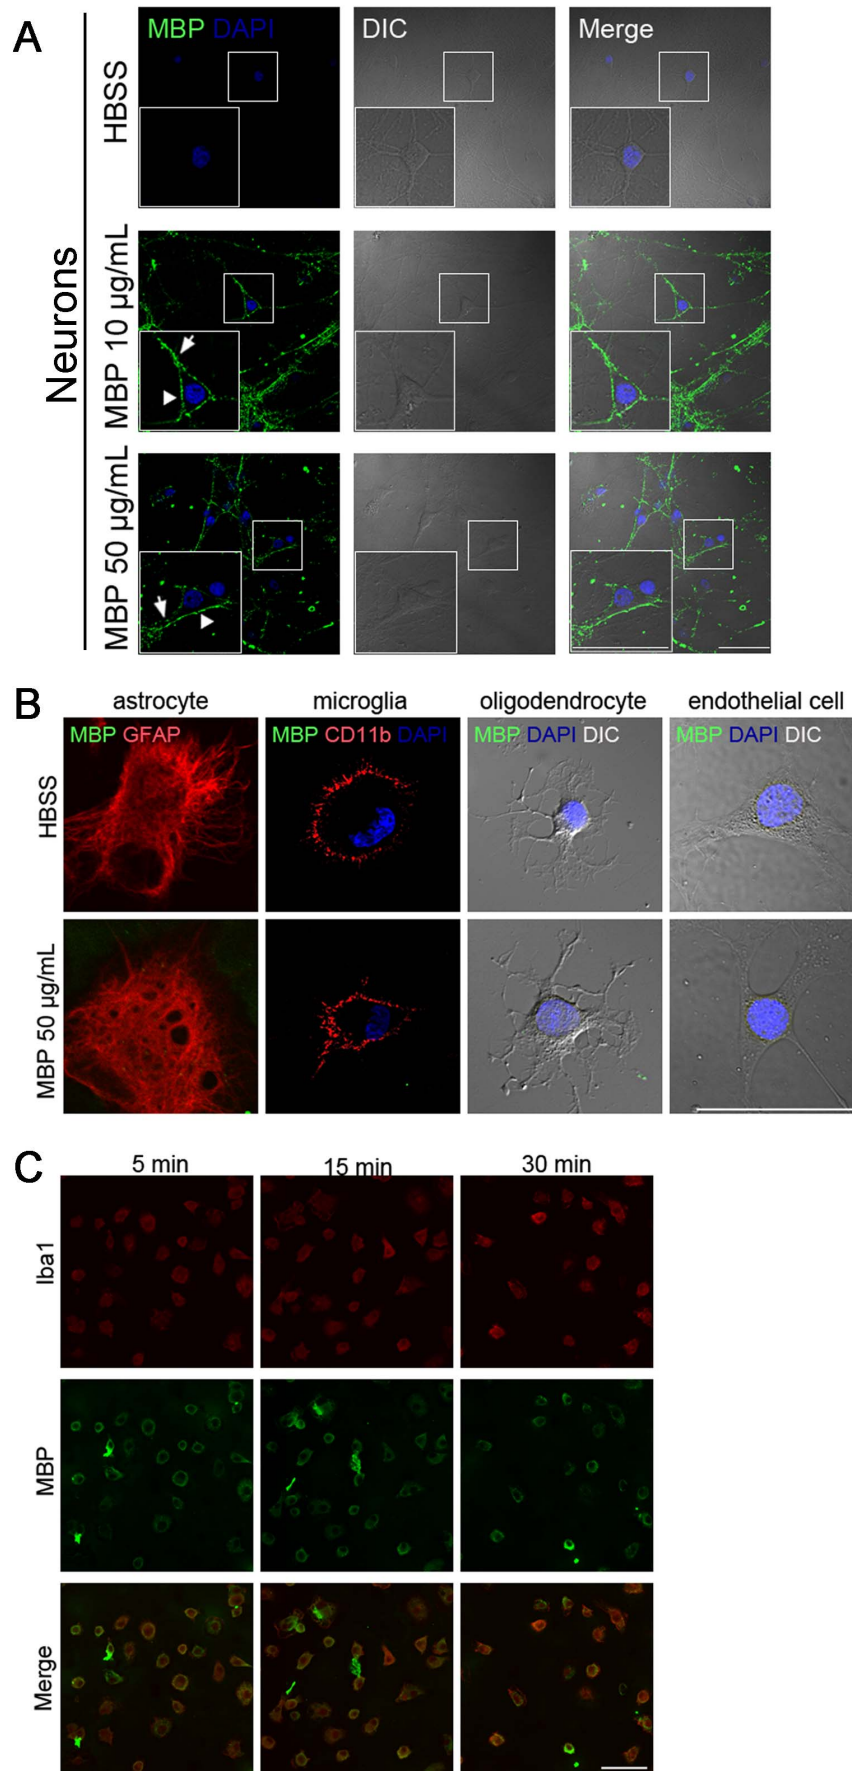 A
MBP DAPI
DIC
Merge
Neurons
HBSS
MBP 10 µg/mL
MBP 50 µg/mL
B
astrocyte
microglia
oligodendrocyte
endothelial cell
MBP GFAP
MBP CD11b DAPI
MBP DAPI DIC
MBP DAPI DIC
HBSS
MBP 50 µg/mL
C
5 min
15 min
30 min
Iba1
MBP
Merge